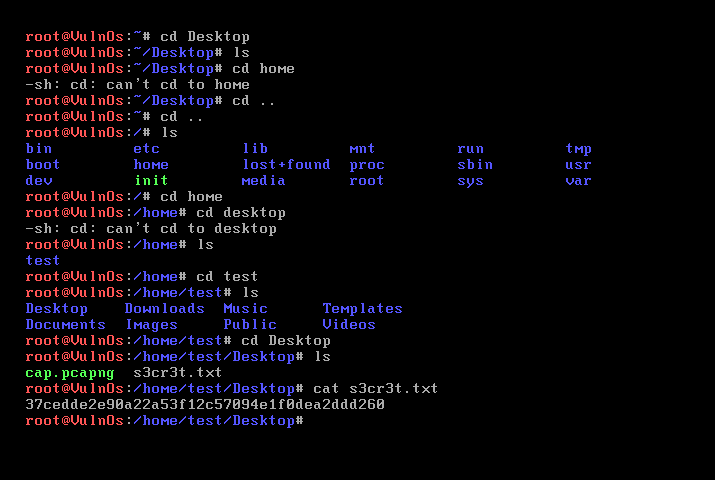 root@VulnOs:~# cd Desktop
root@VulnOs:~/Desktop# ls
root@VulnOs:~/Desktop# cd home
-sh: cd: can't cd to home
root@VulnOs:~/Desktop# cd ..
root@VulnOs:~# cd ..
root@VulnOs:/# ls
bin etc lib mnt run tmp
boot home lost+found proc sbin usr
dev init media root sys var
root@VulnOs:/# cd home
root@VulnOs:/home# cd desktop
-sh: cd: can't cd to desktop
root@VulnOs:/home# ls
test
root@VulnOs:/home# cd test
root@VulnOs:/home/test# ls
Desktop Downloads Music Templates
Documents Images Public Videos
root@VulnOs:/home/test# cd Desktop
root@VulnOs:/home/test/Desktop# ls
cap.pcapng s3cr3t.txt
root@VulnOs:/home/test/Desktop# cat s3cr3t.txt
37cedde2e90a22a53f12c57094e1f0dea2ddd260
root@VulnOs:/home/test/Desktop#